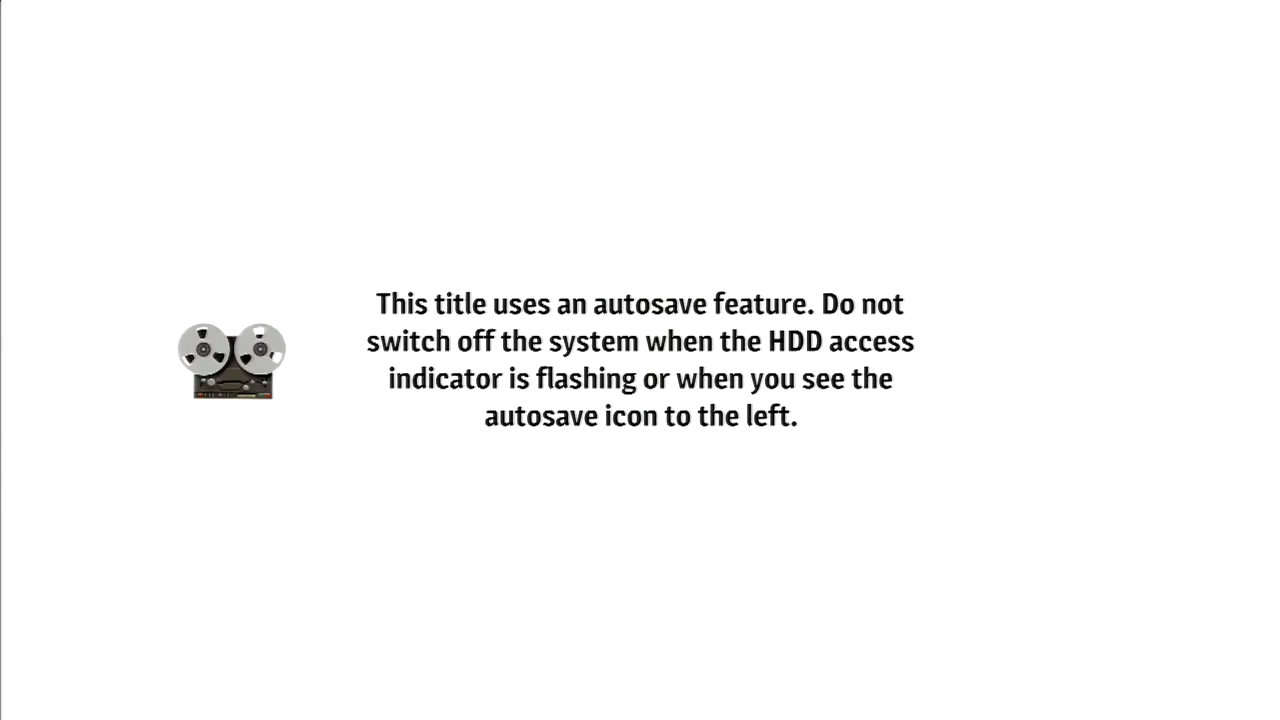 This title uses an autosave feature. Do not
switch off the system when the HDD access
indicator is flashing or when you see the
autosave icon to the left.